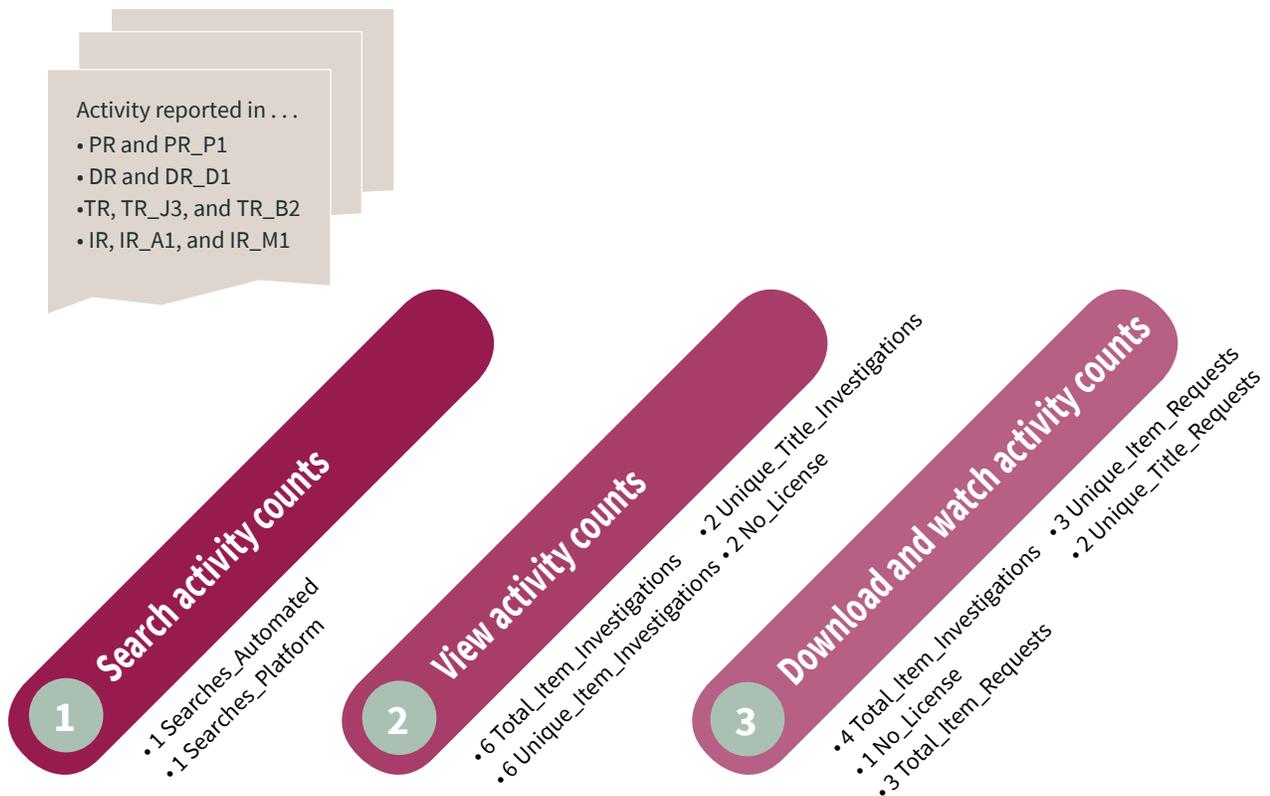 Activity reported in . . .
• PR and PR_P1
• DR and DR_D1
•TR, TR_J3, and TR_B2
• IR, IR_A1, and IR_M1
1
Search activity counts
• 1 Searches_Automated
• 1 Searches_Platform
2
View activity counts
• 6 Total_Item_Investigations
• 6 Unique_Item_Investigations
• 2 Unique_Title_Investigations
• 2 No_License
3
Download and watch activity counts
• 4 Total_Item_Investigations
• 1 No_License
• 3 Total_Item_Requests
• 3 Unique_Item_Requests
• 2 Unique_Title_Requests